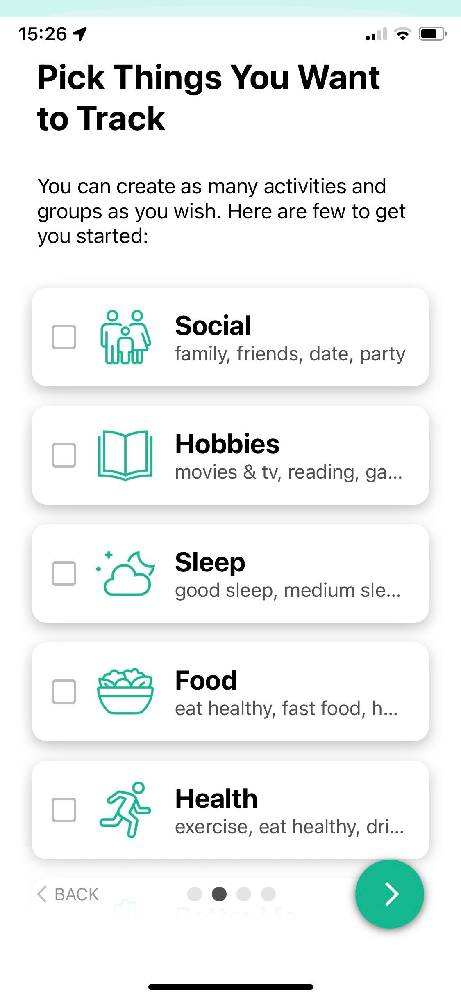 15:26
Pick Things You Want
to Track
You can create as many activities and
groups as you wish. Here are few to get
you started:
Social
family, friends, date, party
Hobbies
movies & tv, reading, ga...
Sleep
good sleep, medium sle...
Food
eat healthy, fast food, h...
Health
exercise, eat healthy, dri...
BACK
Better Me